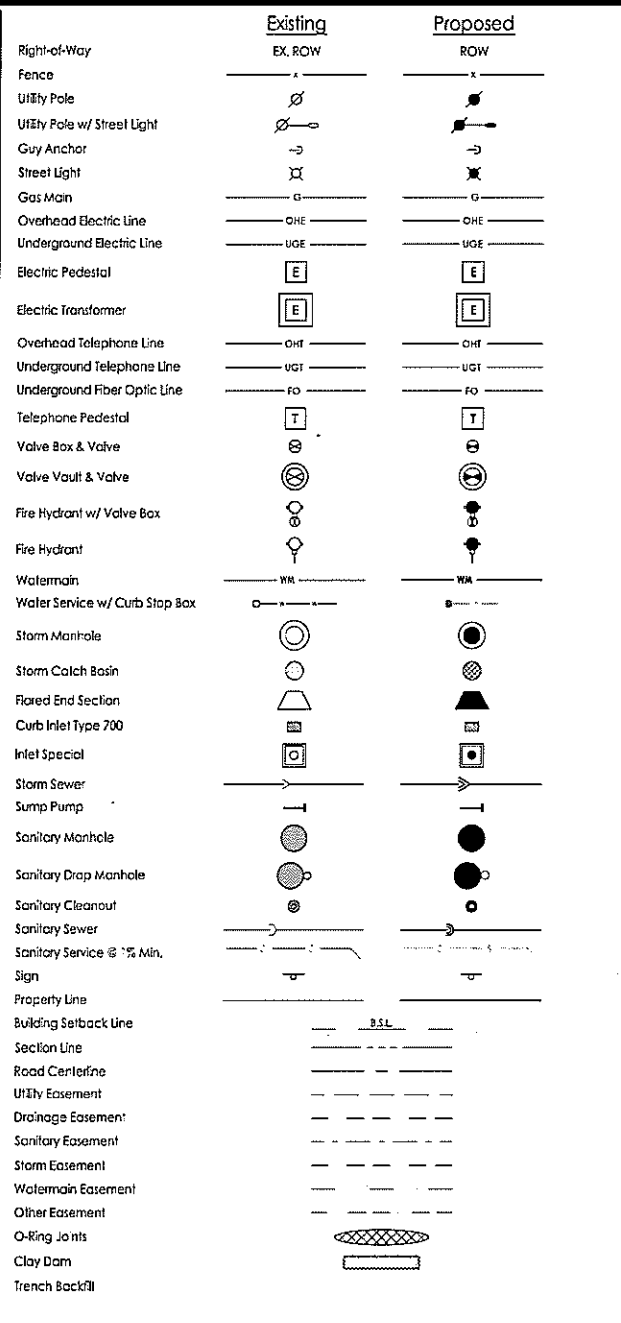 Existing Proposed
Right-of-Way EX. ROW ROW
Fence x x
Utility Pole
Utility Pole w/ Street Light
Guy Anchor
Street Light
Gas Main G G
Overhead Electric Line OHE OHE
Underground Electric Line UGE UGE
Electric Pedestal E E
Electric Transformer E E
Overhead Telephone Line OHT OHT
Underground Telephone Line UGT UGT
Underground Fiber Optic Line FO FO
Telephone Pedestal T T
Valve Box & Valve
Valve Vault & Valve
Fire Hydrant w/ Valve Box
Fire Hydrant
Watermain WM WM
Water Service w/ Curb Stop Box
Storm Manhole
Storm Catch Basin
Flared End Section
Curb Inlet Type 700
Inlet Special
Storm Sewer
Sump Pump
Sanitary Manhole
Sanitary Drop Manhole
Sanitary Cleanout
Sanitary Sewer
Sanitary Service @ 1% Min.
Sign
Property Line
Building Setback Line B.S.L.
Section Line
Road Centerline
Utility Easement
Drainage Easement
Sanitary Easement
Storm Easement
Watermain Easement
Other Easement
O-Ring Joints
Clay Dam
Trench Backfill